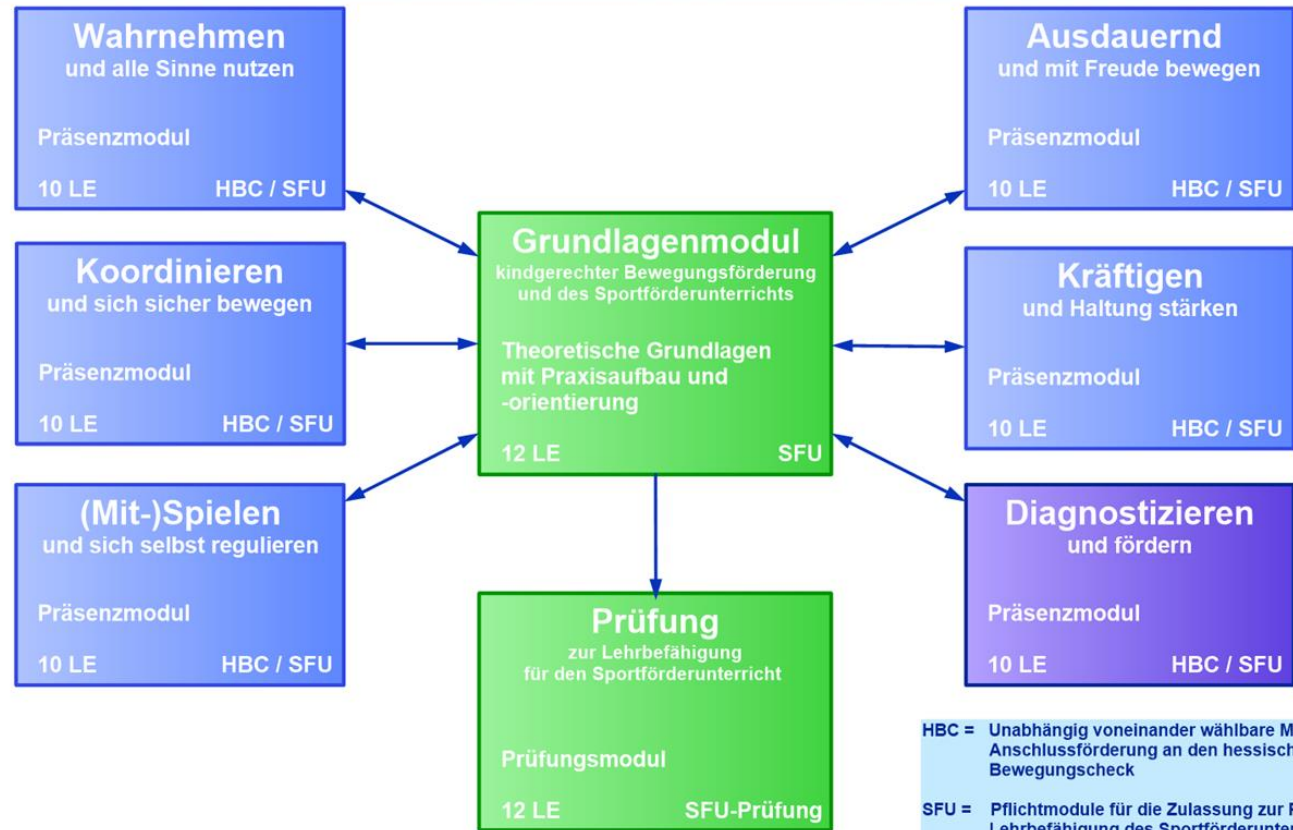 Wahrnehmen
und alle Sinne nutzen
Präsenzmodul
10 LE HBC / SFU
Koordinieren
und sich sicher bewegen
Präsenzmodul
10 LE HBC / SFU
(Mit-)Spielen
und sich selbst regulieren
Präsenzmodul
10 LE HBC / SFU
Grundlagenmodul
kindgerechter Bewegungsförderung
und des Sportförderunterrichts
Theoretische Grundlagen
mit Praxisaufbau und
-orientierung
12 LE SFU
Prüfung
zur Lehrbefähigung
für den Sportförderunterricht
Prüfungsmodul
12 LE SFU-Prüfung
Ausdauernd
und mit Freude bewegen
Präsenzmodul
10 LE HBC / SFU
Kräftigen
und Haltung stärken
Präsenzmodul
10 LE HBC / SFU
Diagnostizieren
und fördern
Präsenzmodul
10 LE HBC / SFU
HBC = Unabhängig voneinander wählbare
Anschlussförderung an den
Bewegungscheck
SFU = Pflichtmodule für die Zulassung zur
Lehrbefähigung des